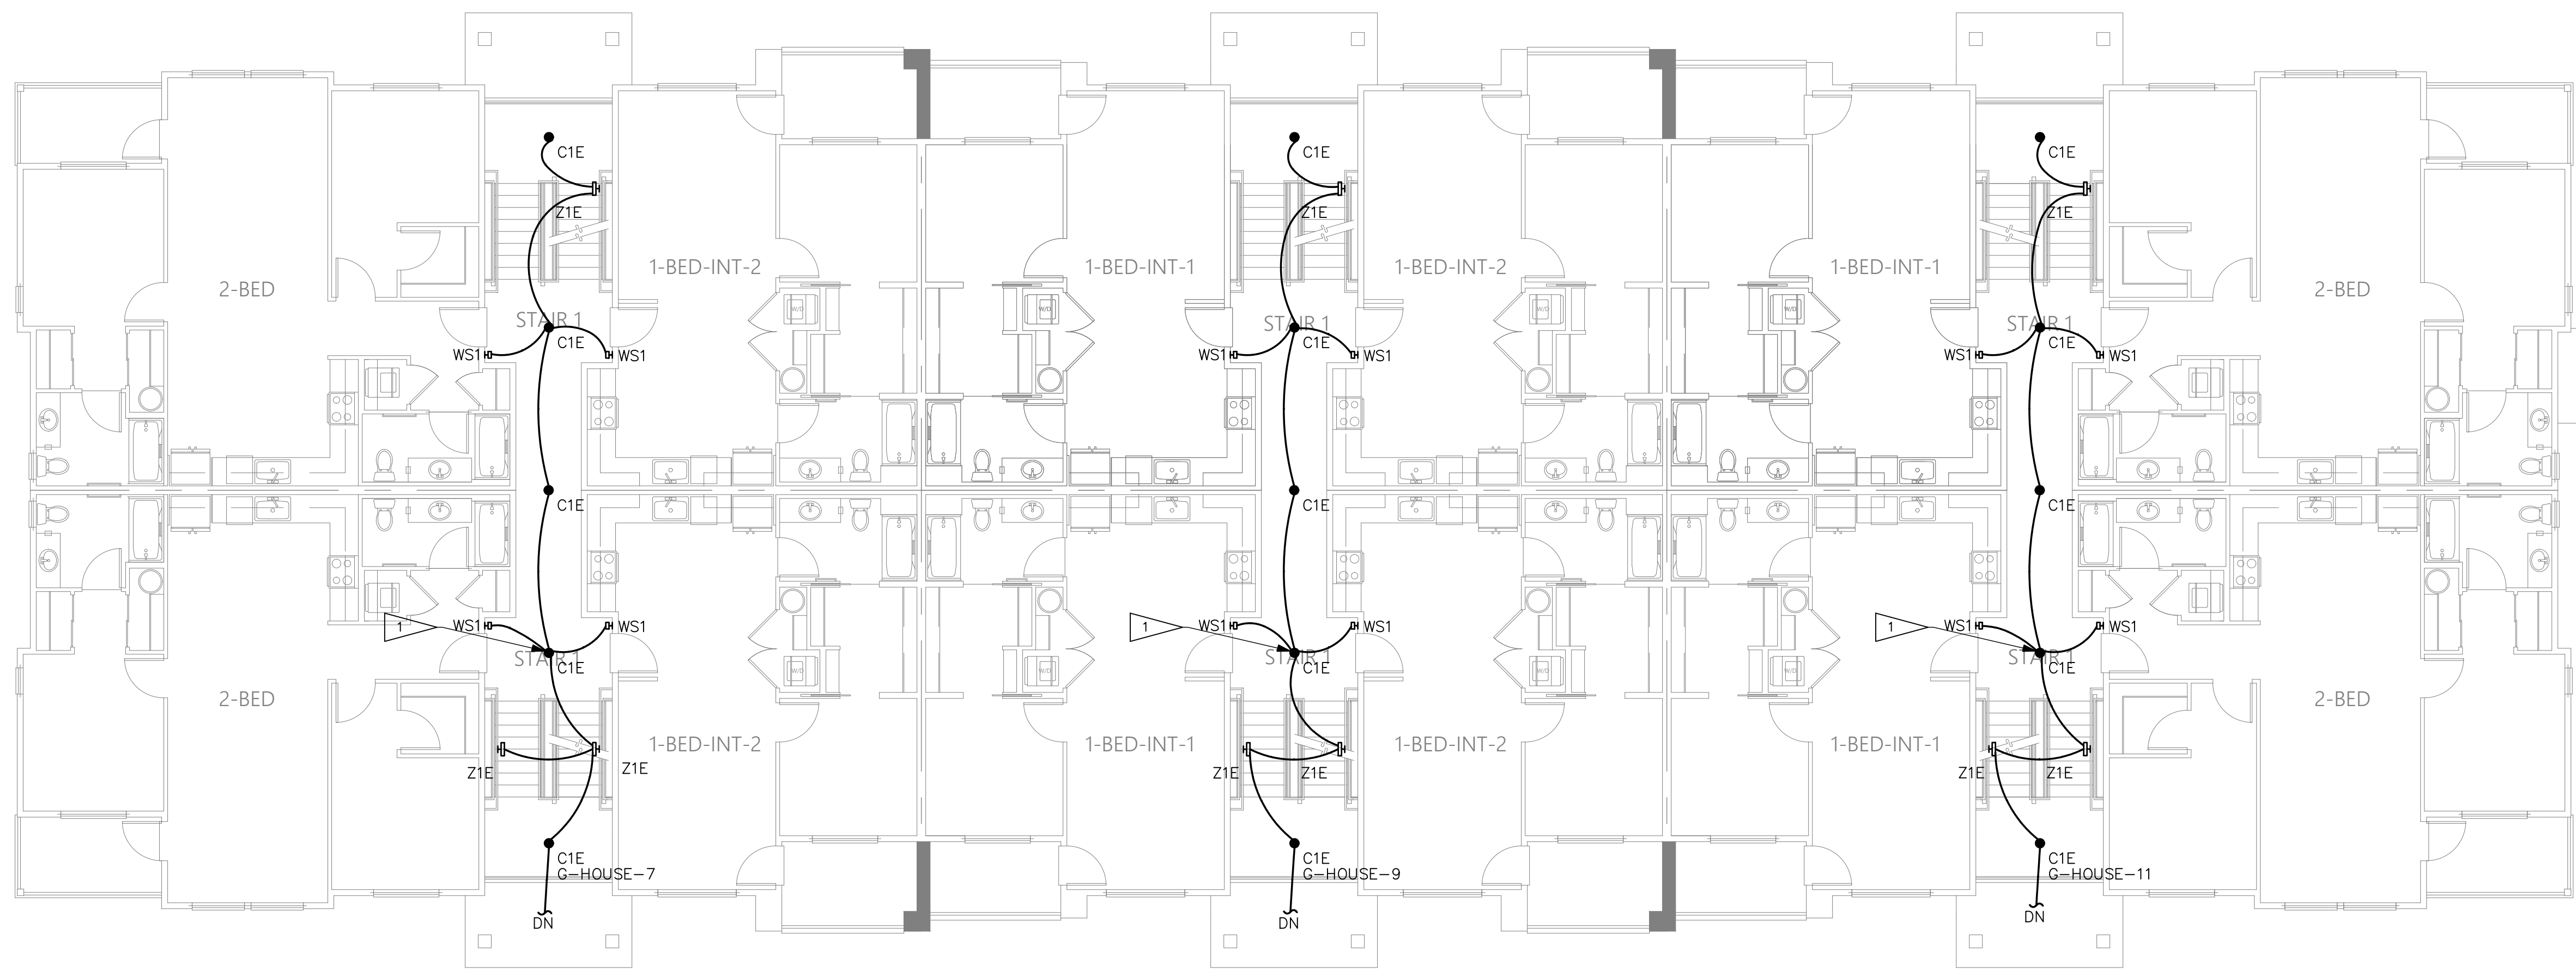 C1E
C1E
C1E
Z1E
Z1E
Z1E
2-BED
1-BED-INT-2
1-BED-INT-1
1-BED-INT-2
1-BED-INT-1
2-BED
W/D
W/D
W/D
W/D
STAIR 1
STAIR 1
STAIR 1
C1E
C1E
C1E
WS1
WS1
WS1
WS1
WS1
WS1
C1E
C1E
C1E
1
WS1
WS1
1
WS1
WS1
1
WS1
WS1
STAIR 1
STAIR 1
STAIR 1
C1E
C1E
C1E
W/D
W/D
W/D
W/D
2-BED
1-BED-INT-2
1-BED-INT-1
1-BED-INT-2
1-BED-INT-1
2-BED
Z1E
Z1E
Z1E
Z1E
Z1E
Z1E
C1E
G-HOUSE-7
C1E
G-HOUSE-9
C1E
G-HOUSE-11
DN
DN
DN